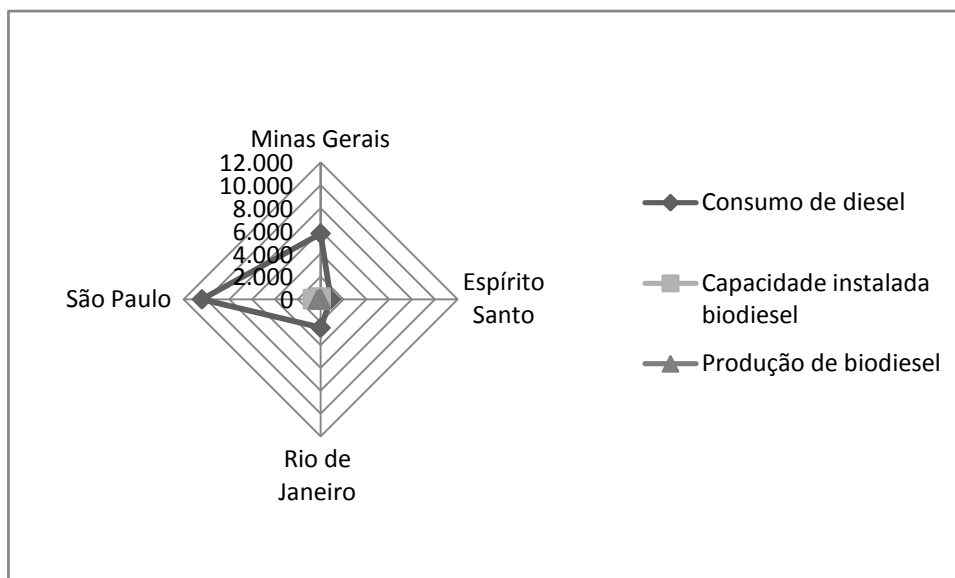 Minas Gerais
12.000
10.000
8.000
6.000
4.000
2.000
0
São Paulo
Espírito
Santo
Rio de
Janeiro
Consumo de diesel
Capacidade instalada
biodiesel
Produção de biodiesel